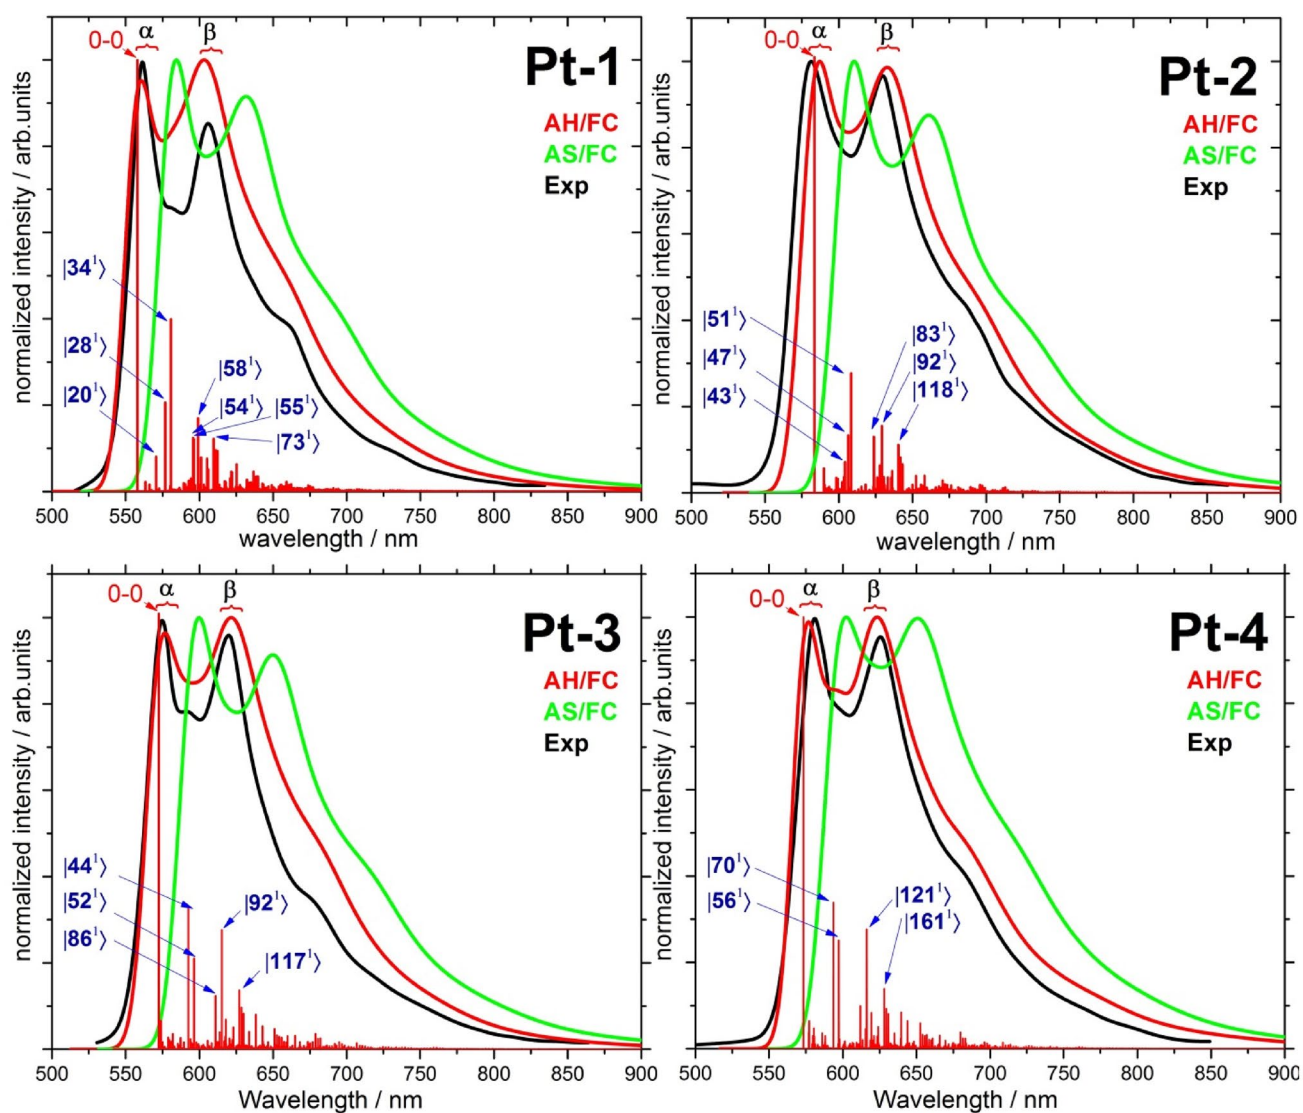 0-0 α β
Pt-1
AH/FC
AS/FC
Exp
|34¹⟩
|28¹⟩
|20¹⟩
|58¹⟩
|54¹⟩ |55¹⟩
|73¹⟩
normalized intensity / arb.units
500 550 600 650 700 750 800 850 900
wavelength / nm
0-0 α β
Pt-2
AH/FC
AS/FC
Exp
|51¹⟩
|47¹⟩
|43¹⟩
|83¹⟩
|92¹⟩
|118¹⟩
normalized intensity / arb.units
500 550 600 650 700 750 800 850 900
wavelength / nm
0-0 α β
Pt-3
AH/FC
AS/FC
Exp
|44¹⟩
|52¹⟩
|86¹⟩
|92¹⟩
|117¹⟩
normalized intensity / arb.units
500 550 600 650 700 750 800 850 900
Wavelength / nm
0-0 α β
Pt-4
AH/FC
AS/FC
Exp
|70¹⟩
|56¹⟩
|121¹⟩
|161¹⟩
normalized intensity / arb.units
500 550 600 650 700 750 800 850 900
Wavelength / nm